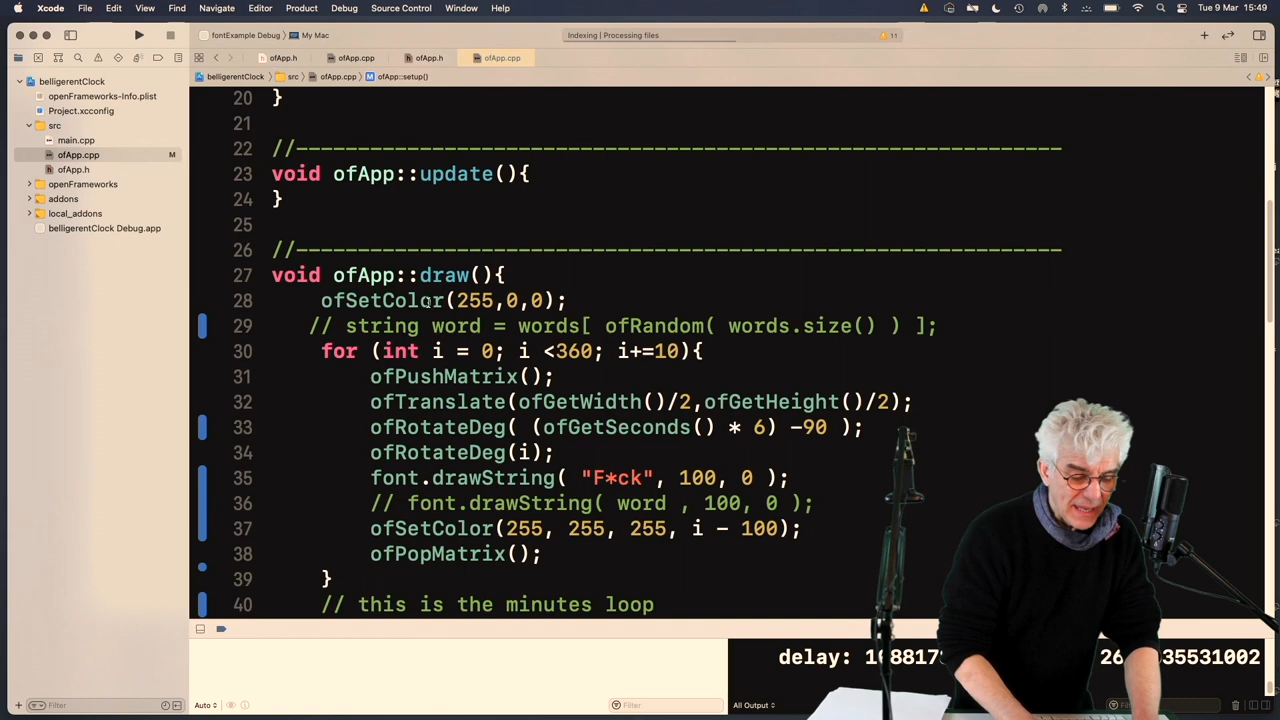 Xcode File Edit View Find Navigate Editor Product Debug Source Control Window Help Tue 9 Mar 15:49
fontExample Debug My Mac Indexing | Processing files 11
ofApp.h ofApp.cpp ofApp.h ofApp.cpp
belligerentClock src ofApp.cpp M ofApp::setup()
belligerentClock
openFrameworks-Info.plist
Project.xcconfig
src
main.cpp
ofApp.cpp M
ofApp.h
openFrameworks
addons
local_addons
belligerentClock Debug.app
20 }
21
22 //--------------------------------------------------------------
23 void ofApp::update(){
24 }
25
26 //--------------------------------------------------------------
27 void ofApp::draw(){
28 ofSetColor(255,0,0);
29 // string word = words[ ofRandom( words.size() ) ];
30 for (int i = 0; i <360; i+=10){
31 ofPushMatrix();
32 ofTranslate(ofGetWidth()/2,ofGetHeight()/2);
33 ofRotateDeg( (ofGetSeconds() * 6) -90 );
34 ofRotateDeg(i);
35 font.drawString( "F*ck", 100, 0 );
36 // font.drawString( word , 100, 0 );
37 ofSetColor(255, 255, 255, i - 100);
38 ofPopMatrix();
39 }
40 // this is the minutes loop
delay:
Filter
Auto
Filter
All Output
Filter